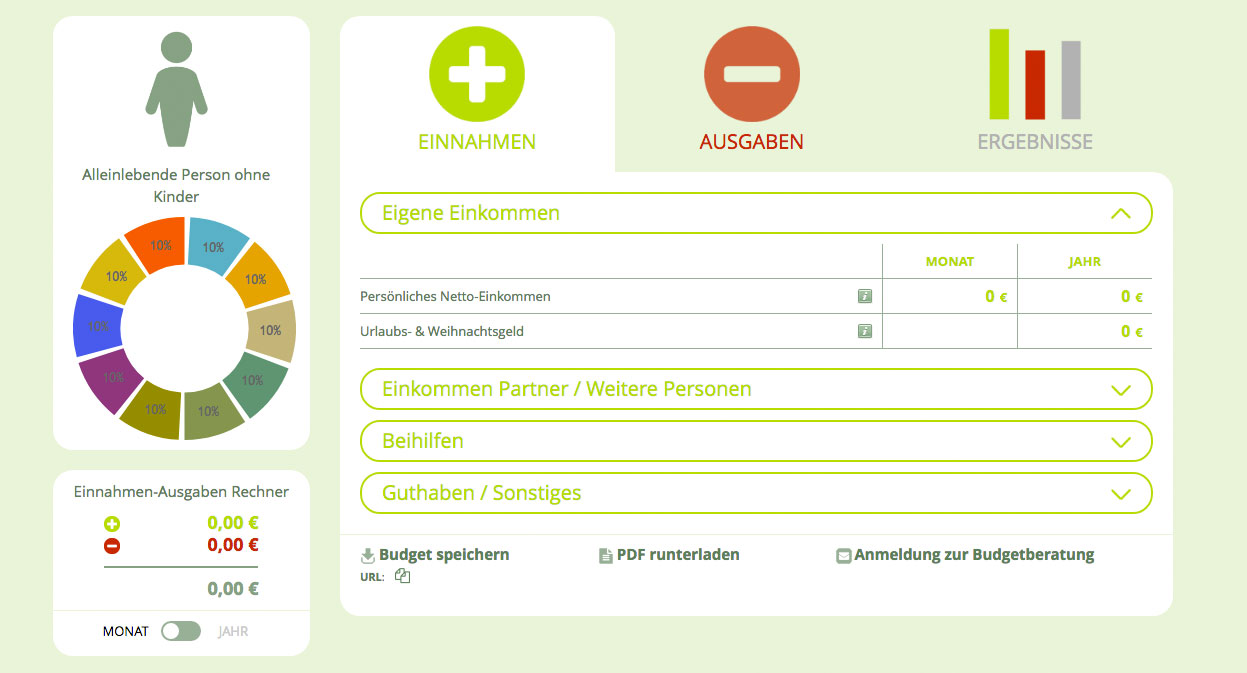 Alleinlebende Person ohne
Kinder
10%
10%
10%
10%
10%
10%
10%
10%
10%
10%
Einnahmen-Ausgaben Rechner
0,00 €
0,00 €
0,00 €
MONAT JAHR
EINNAHMEN AUSGABEN ERGEBNISSE
Eigene Einkommen
MONAT JAHR
Persönliches Netto-Einkommen i 0 € 0 €
Urlaubs- & Weihnachtsgeld i 0 €
Einkommen Partner / Weitere Personen
Beihilfen
Guthaben / Sonstiges
Budget speichern PDF runterladen Anmeldung zur Budgetberatung
URL: